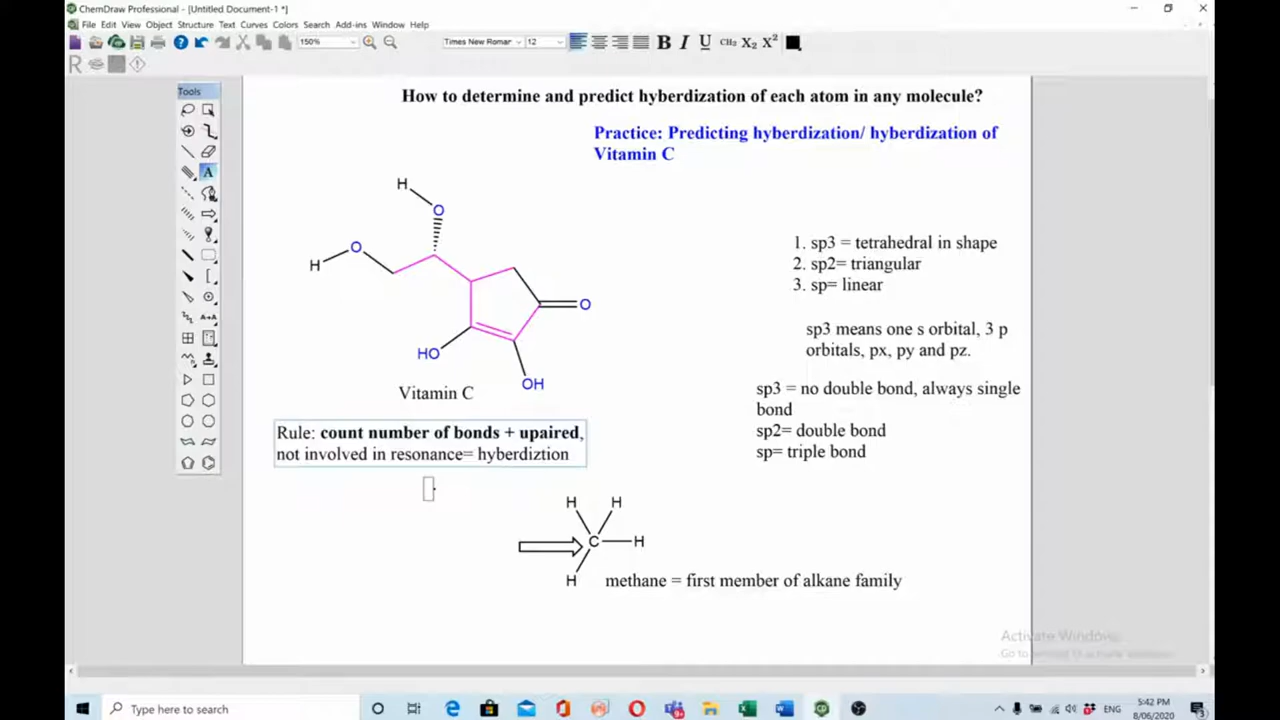 ChemDraw Professional - [Untitled Document-1 *]
File Edit View Object Structure Text Curves Colors Search Add-ins Window Help
150%
Times New Romar
12
B I U CH2 X2 X2
R
Tools
A
How to determine and predict hyberdization of each atom in any molecule?
Practice: Predicting hyberdization/ hyberdization of
Vitamin C
H
O
O
H
O
HO
OH
Vitamin C
1. sp3 = tetrahedral in shape
2. sp2= triangular
3. sp= linear
sp3 means one s orbital, 3 p
orbitals, px, py and pz.
sp3 = no double bond, always single
bond
sp2= double bond
sp= triple bond
Rule: count number of bonds + upaired,
not involved in resonance= hyberdiztion
H H
C H
H
methane = first member of alkane family
Activate Windows
Type here to search
ENG
5:42 PM
8/06/2020